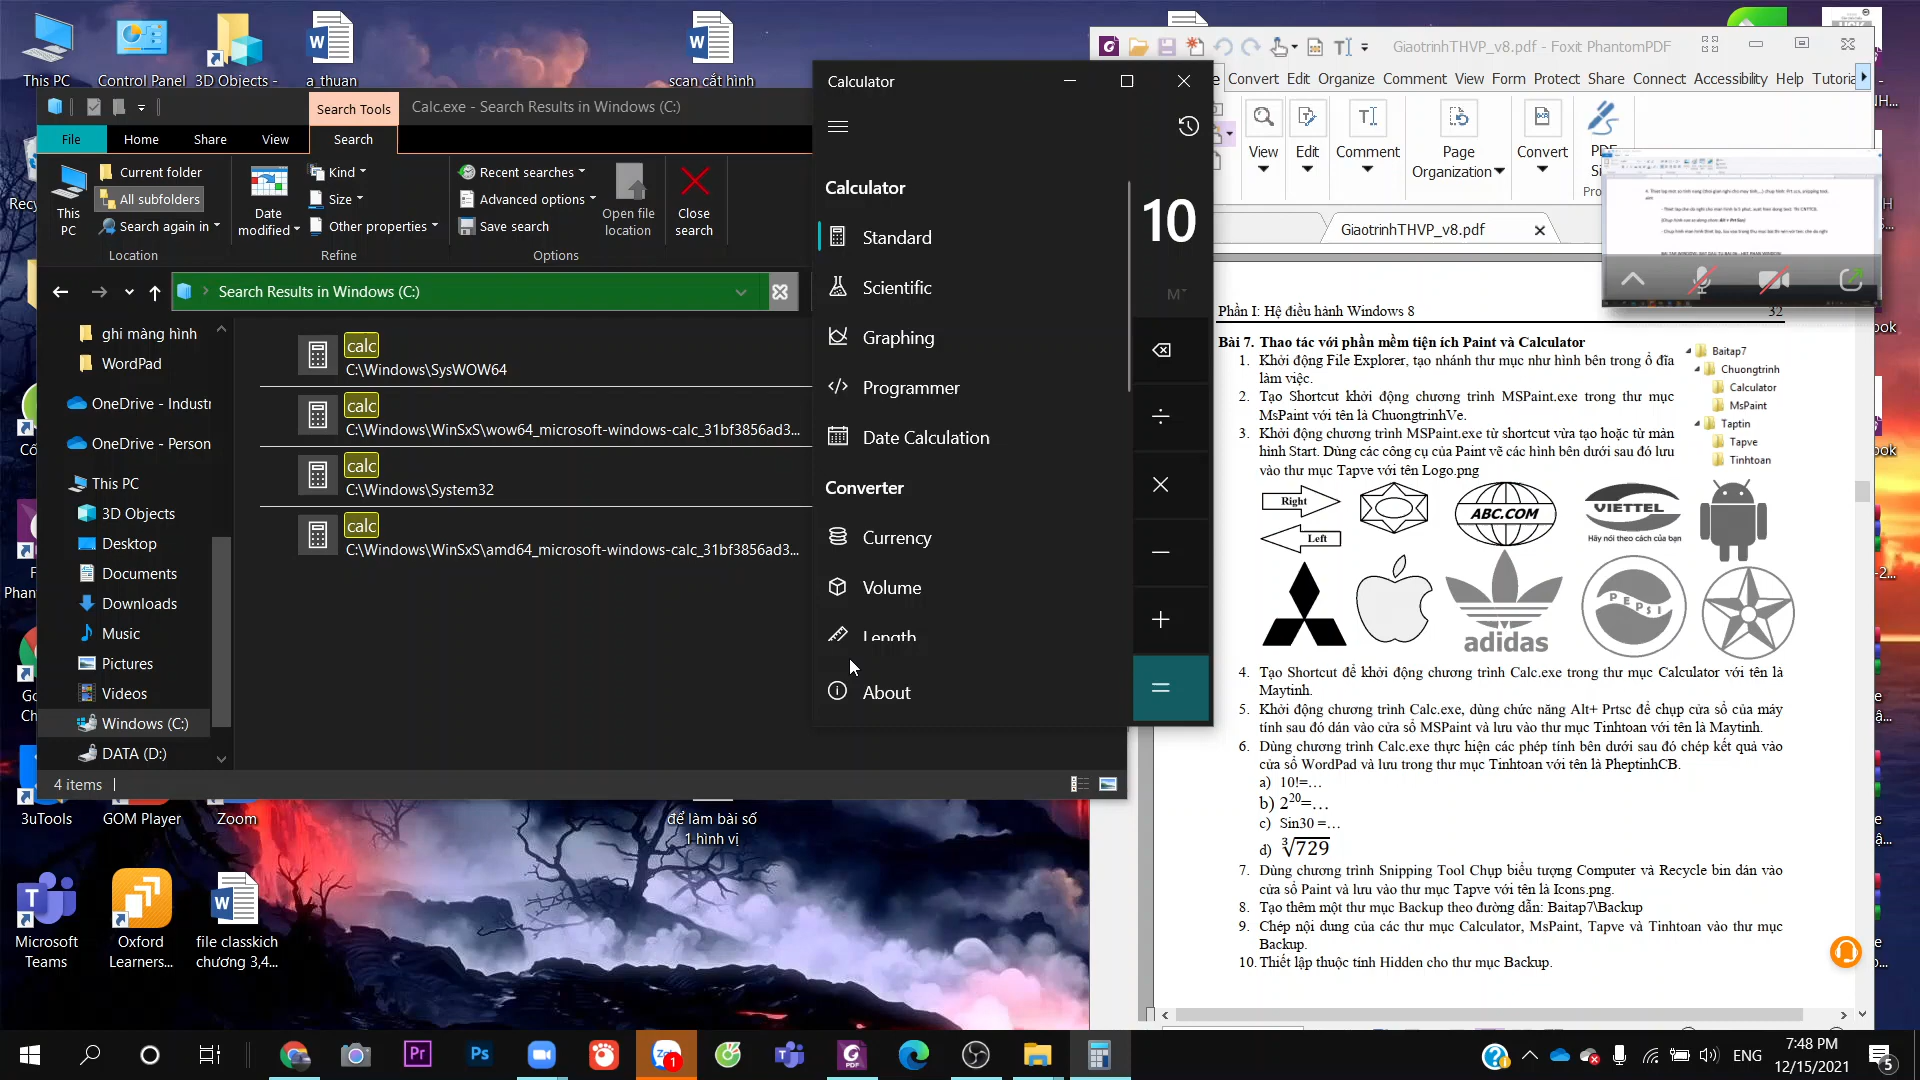 This PC
Control Panel
3D Objects -
a_thuan
scan cắt hình
Search Tools
Calc.exe - Search Results in Windows (C:)
File
Home
Share
View
Search
This PC
Current folder
All subfolders
Search again in
Location
Date modified
Kind
Size
Other properties
Refine
Recent searches
Advanced options
Save search
Options
Open file location
Close search
Search Results in Windows (C:)
ghi màng hình
WordPad
OneDrive - Industr
OneDrive - Person
This PC
3D Objects
Desktop
Documents
Downloads
Music
Pictures
Videos
Windows (C:)
DATA (D:)
calc
C:\Windows\SysWOW64
calc
C:\Windows\WinSxS\wow64_microsoft-windows-calc_31bf3856ad3...
calc
C:\Windows\System32
calc
C:\Windows\WinSxS\amd64_microsoft-windows-calc_31bf3856ad3...
4 items
Calculator
Calculator
Standard
Scientific
Graphing
Programmer
Date Calculation
Converter
Currency
Volume
Length
About
10
M
÷
×
−
+
=
GiaotrinhTHVP_v8.pdf - Foxit PhantomPDF
Convert Edit Organize Comment View Form Protect Share Connect Accessibility Help Tutoria
View
Edit
Comment
Page Organization
Convert
GiaotrinhTHVP_v8.pdf
Phần I: Hệ điều hành Windows 8
32
Bài 7. Thao tác với phần mềm tiện ích Paint và Calculator
1. Khởi động File Explorer, tạo nhánh thư mục như hình bên trong ổ đĩa
làm việc.
2. Tạo Shortcut khởi động chương trình MSPaint.exe trong thư mục
MsPaint với tên là ChuongtrinhVe.
3. Khởi động chương trình MSPaint.exe từ shortcut vừa tạo hoặc từ màn
hình Start. Dùng các công cụ của Paint vẽ các hình bên dưới sau đó lưu
vào thư mục Tapve với tên Logo.png
Baitap7
Chuongtrinh
Calculator
MsPaint
Taptin
Tapve
Tinhtoan
Right
Left
ABC.COM
VIETTEL
Hãy nói theo cách của bạn
adidas
PEPSI
4. Tạo Shortcut để khởi động chương trình Calc.exe trong thư mục Calculator với tên là
Maytinh.
5. Khởi động chương trình Calc.exe, dùng chức năng Alt+ Prtsc để chụp cửa sổ của máy
tính sau đó dán vào cửa sổ MSPaint và lưu vào thư mục Tinhtoan với tên là Maytinh.
6. Dùng chương trình Calc.exe thực hiện các phép tính bên dưới sau đó chép kết quả vào
cửa sổ WordPad và lưu trong thư mục Tinhtoan với tên là PheptinhCB.
a) 10!=…
b) 2²⁰=…
c) Sin30 =…
d) ∛729
7. Dùng chương trình Snipping Tool Chụp biểu tượng Computer và Recycle bin dán vào
cửa sổ Paint và lưu vào thư mục Tapve với tên là Icons.png.
8. Tạo thêm một thư mục Backup theo đường dẫn: Baitap7\Backup
9. Chép nội dung của các thư mục Calculator, MsPaint, Tapve và Tinhtoan vào thư mục
Backup.
10. Thiết lập thuộc tính Hidden cho thư mục Backup.
3uTools
GOM Player
Zoom
để làm bài số
1 hình vị
Microsoft
Teams
Oxford
Learners...
file classkich
chương 3,4...
Pr
Ps
1
ENG
7:48 PM
12/15/2021
5